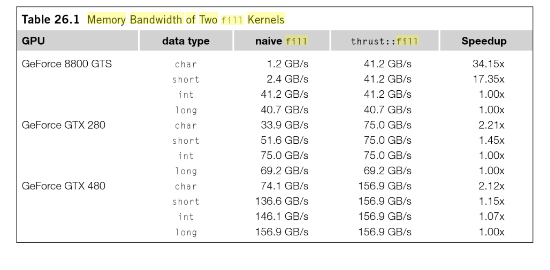 Table 26.1 Memory Bandwidth of Two fill Kernels
GPU data type naive fill thrust::fill Speedup
GeForce 8800 GTS char 1.2 GB/s 41.2 GB/s 34.15x
short 2.4 GB/s 41.2 GB/s 17.35x
int 41.2 GB/s 41.2 GB/s 1.00x
long 40.7 GB/s 40.7 GB/s 1.00x
GeForce GTX 280 char 33.9 GB/s 75.0 GB/s 2.21x
short 51.6 GB/s 75.0 GB/s 1.45x
int 75.0 GB/s 75.0 GB/s 1.00x
long 69.2 GB/s 69.2 GB/s 1.00x
GeForce GTX 480 char 74.1 GB/s 156.9 GB/s 2.12x
short 136.6 GB/s 156.9 GB/s 1.15x
int 146.1 GB/s 156.9 GB/s 1.07x
long 156.9 GB/s 156.9 GB/s 1.00x